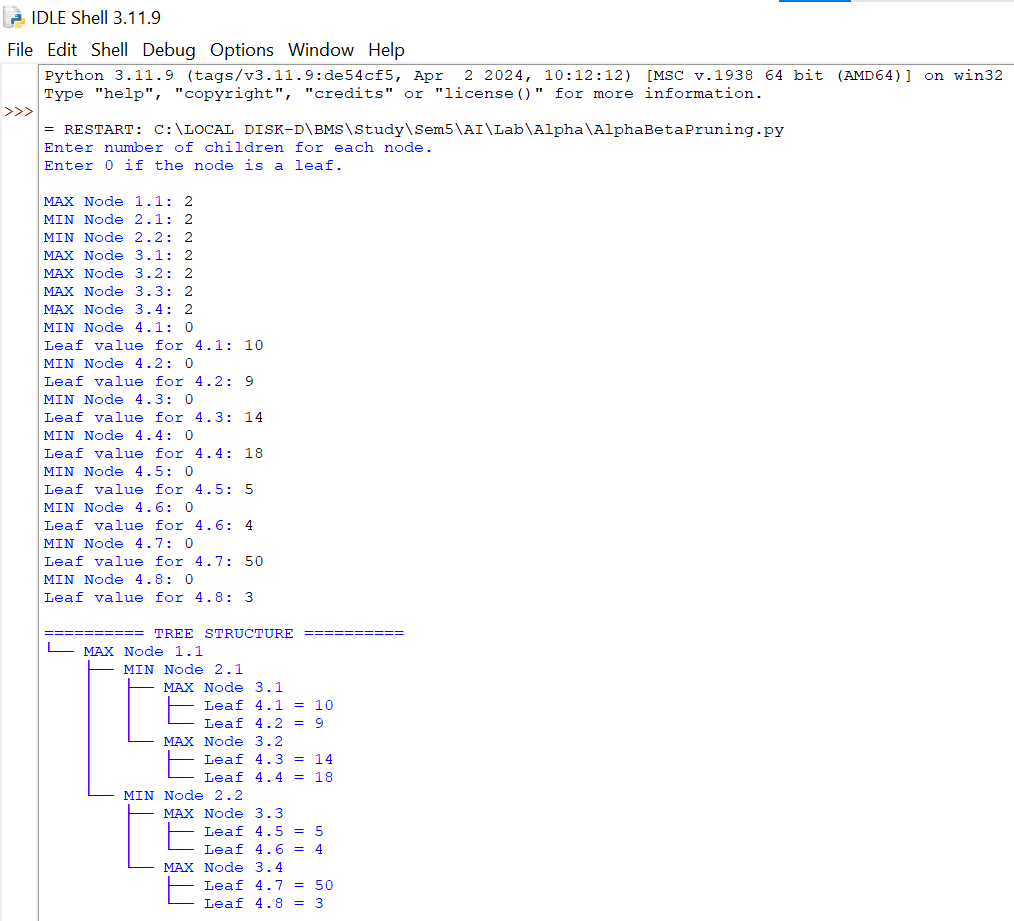 IDLE Shell 3.11.9
File Edit Shell Debug Options Window Help
Python 3.11.9 (tags/v3.11.9:de54cf5, Apr  2 2024, 10:12:12) [MSC v.1938 64 bit (AMD64)] on win32
Type "help", "copyright", "credits" or "license()" for more information.
>>>
= RESTART: C:\LOCAL DISK-D\BMS\Study\Sem5\AI\Lab\Alpha\AlphaBetaPruning.py
Enter number of children for each node.
Enter 0 if the node is a leaf.

MAX Node 1.1: 2
MIN Node 2.1: 2
MIN Node 2.2: 2
MAX Node 3.1: 2
MAX Node 3.2: 2
MAX Node 3.3: 2
MAX Node 3.4: 2
MIN Node 4.1: 0
Leaf value for 4.1: 10
MIN Node 4.2: 0
Leaf value for 4.2: 9
MIN Node 4.3: 0
Leaf value for 4.3: 14
MIN Node 4.4: 0
Leaf value for 4.4: 18
MIN Node 4.5: 0
Leaf value for 4.5: 5
MIN Node 4.6: 0
Leaf value for 4.6: 4
MIN Node 4.7: 0
Leaf value for 4.7: 50
MIN Node 4.8: 0
Leaf value for 4.8: 3

========== TREE STRUCTURE ==========
└── MAX Node 1.1
    ├── MIN Node 2.1
    │   ├── MAX Node 3.1
    │   │   ├── Leaf 4.1 = 10
    │   │   └── Leaf 4.2 = 9
    │   └── MAX Node 3.2
    │       ├── Leaf 4.3 = 14
    │       └── Leaf 4.4 = 18
    └── MIN Node 2.2
        ├── MAX Node 3.3
        │   ├── Leaf 4.5 = 5
        │   └── Leaf 4.6 = 4
        └── MAX Node 3.4
            ├── Leaf 4.7 = 50
            └── Leaf 4.8 = 3